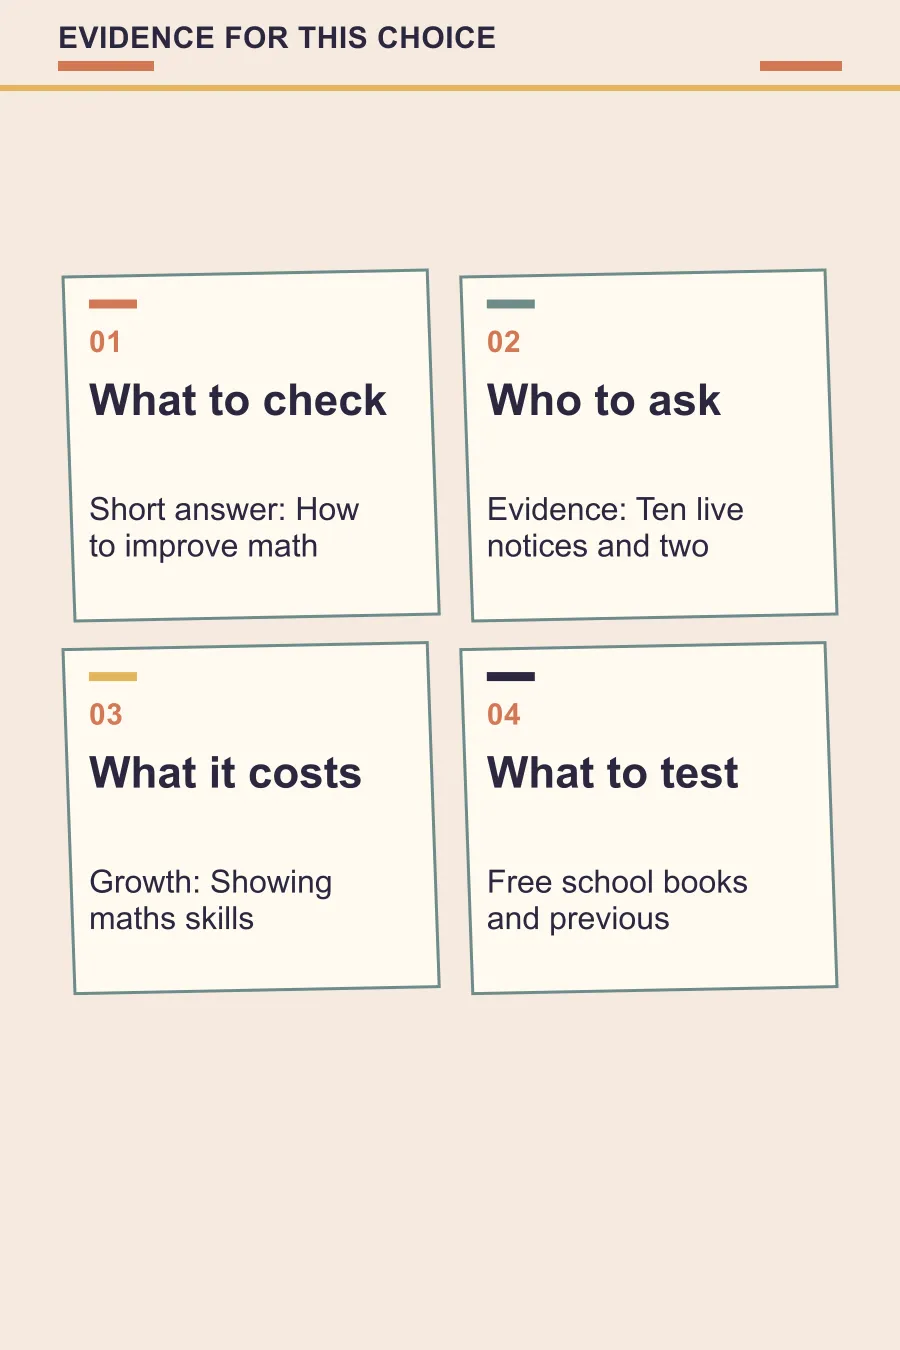 EVIDENCE FOR THIS CHOICE
01
What to check
Short answer: How
to improve math
02
Who to ask
Evidence: Ten live
notices and two
03
What it costs
Growth: Showing
maths skills
04
What to test
Free school books
and previous